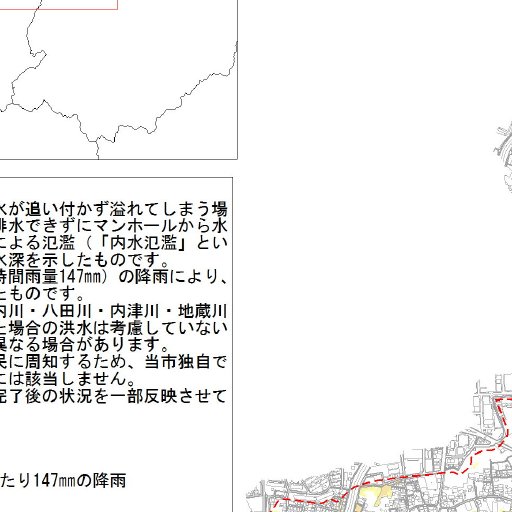 水が追い付かず溢れてしまう場
排水できずにマンホールから水
による氾濫（「内水氾濫」とい
水深を示したものです。
時間雨量147mm）の降雨により、
たものです。
内川・八田川・内津川・地蔵川
た場合の洪水は考慮していない
異なる場合があります。
民に周知するため、当市独自で
には該当しません。
完了後の状況を一部反映させて
たり147mmの降雨